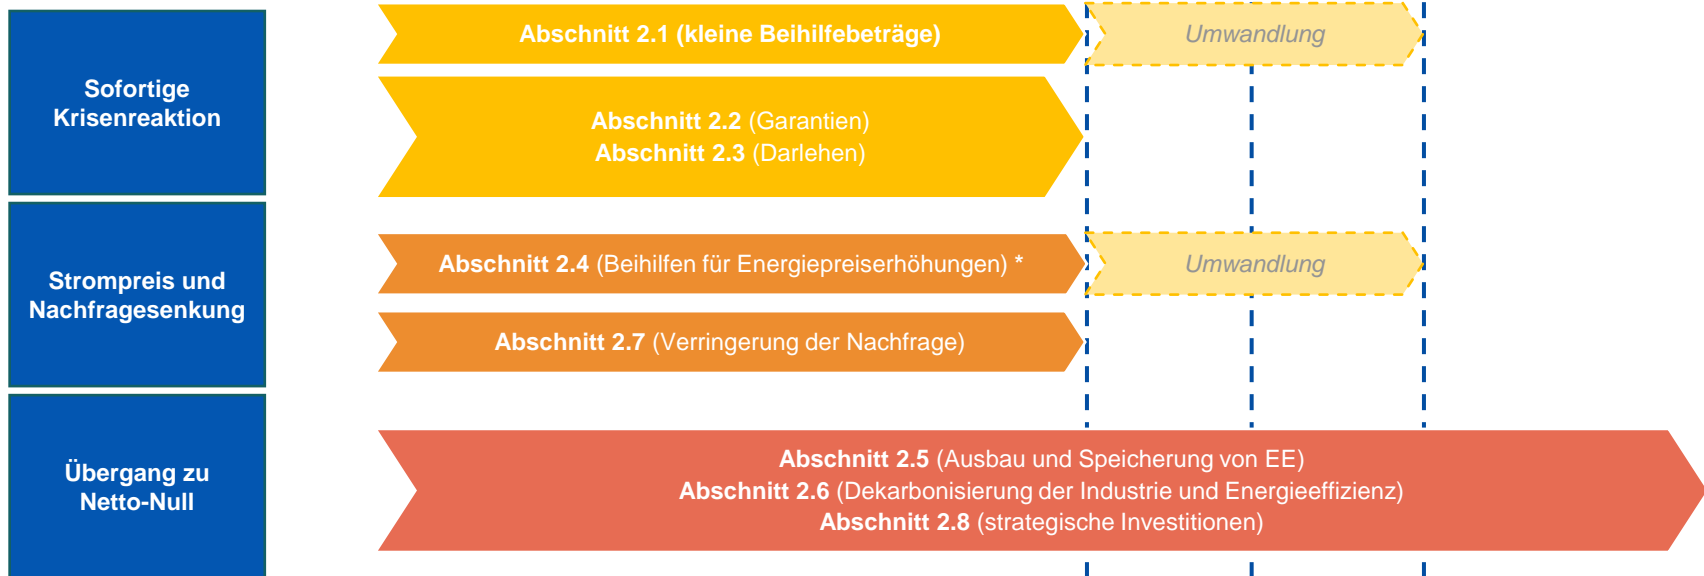 Sofortige
Krisenreaktion
Abschnitt 2.1 (kleine Beihilfebeträge)
Umwandlung
Abschnitt 2.2 (Garantien)
Abschnitt 2.3 (Darlehen)
Strompreis und
Nachfragesenkung
Abschnitt 2.4 (Beihilfen für Energiepreiserhöhungen) *
Umwandlung
Abschnitt 2.7 (Verringerung der Nachfrage)
Übergang zu
Netto-Null
Abschnitt 2.5 (Ausbau und Speicherung von EE)
Abschnitt 2.6 (Dekarbonisierung der Industrie und Energieeffizienz)
Abschnitt 2.8 (strategische Investitionen)